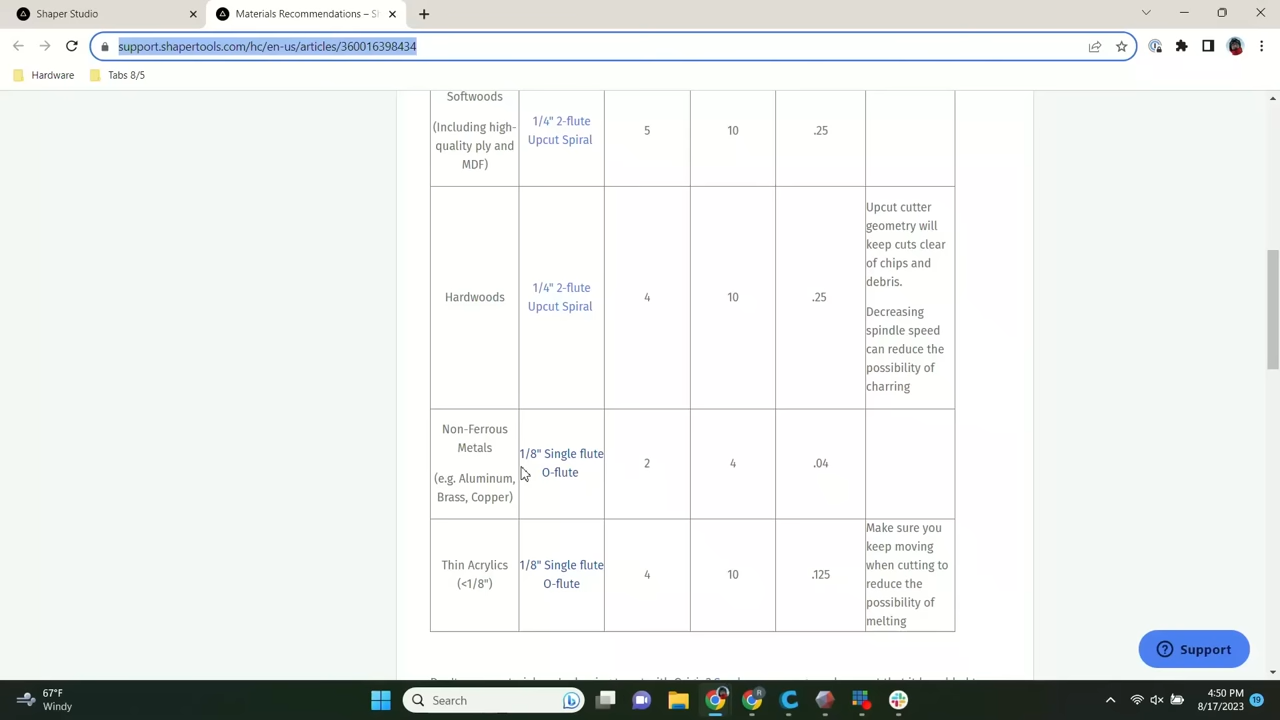 Shaper Studio
Materials Recommendations – S
support.shapertools.com/hc/en-us/articles/360016398434
Hardware
Tabs 8/5
Softwoods
(Including high-
quality ply and
MDF)
1/4" 2-flute
Upcut Spiral
5
10
.25
Hardwoods
1/4" 2-flute
Upcut Spiral
4
10
.25
Upcut cutter
geometry will
keep cuts clear
of chips and
debris.
Decreasing
spindle speed
can reduce the
possibility of
charring
Non-Ferrous
Metals
(e.g. Aluminum,
Brass, Copper)
1/8" Single flute
O-flute
2
4
.04
Thin Acrylics
(<1/8")
1/8" Single flute
O-flute
4
10
.125
Make sure you
keep moving
when cutting to
reduce the
possibility of
melting
Support
67°F
Windy
Search
4:50 PM
8/17/2023
19